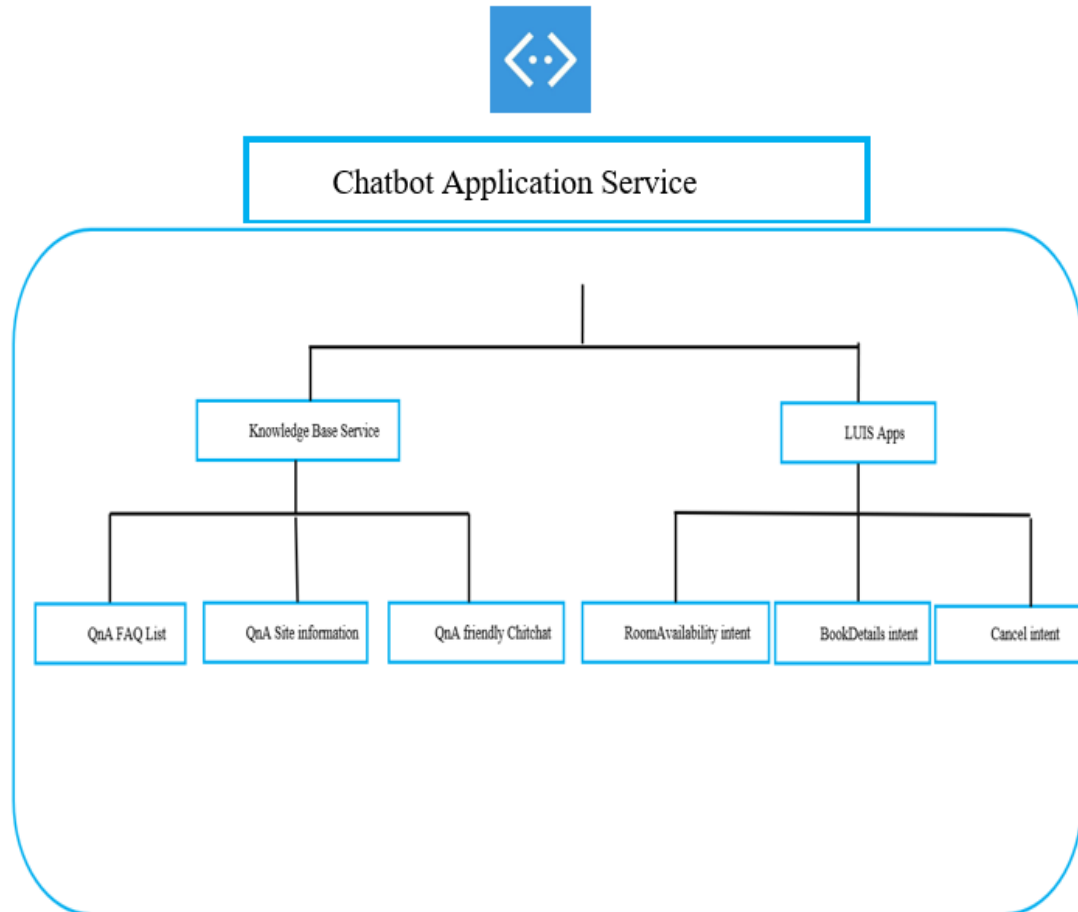 Chatbot Application Service
Knowledge Base Service
LUIS Apps
QnA FAQ List
QnA Site information
QnA friendly Chitchat
RoomAvailability intent
BookDetails intent
Cancel intent